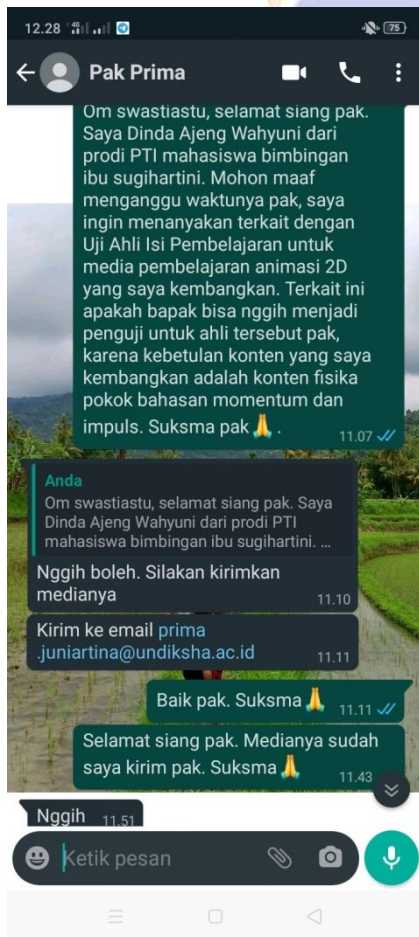 12.28
75
Pak Prima
Om swastiastu, selamat siang pak.
Saya Dinda Ajeng Wahyuni dari
prodi PTI mahasiswa bimbingan
ibu sugihartini. Mohon maaf
menganggu waktunya pak, saya
ingin menanyakan terkait dengan
Uji Ahli Isi Pembelajaran untuk
media pembelajaran animasi 2D
yang saya kembangkan. Terkait ini
apakah bapak bisa nggih menjadi
penguji untuk ahli tersebut pak,
karena kebetulan konten yang saya
kembangkan adalah konten fisika
pokok bahasan momentum dan
impuls. Suksma pak🙏.
11.07
Anda
Om swastiastu, selamat siang pak. Saya
Dinda Ajeng Wahyuni dari prodi PTI
mahasiswa bimbingan ibu sugihartini. ...
Nggih boleh. Silakan kirimkan
medianya
11.10
Kirim ke email prima
.juniartina@undiksha.ac.id
11.11
Baik pak. Suksma🙏
11.11
Selamat siang pak. Medianya sudah
saya kirim pak. Suksma🙏
11.43
Nggih 11.51
Ketik pesan